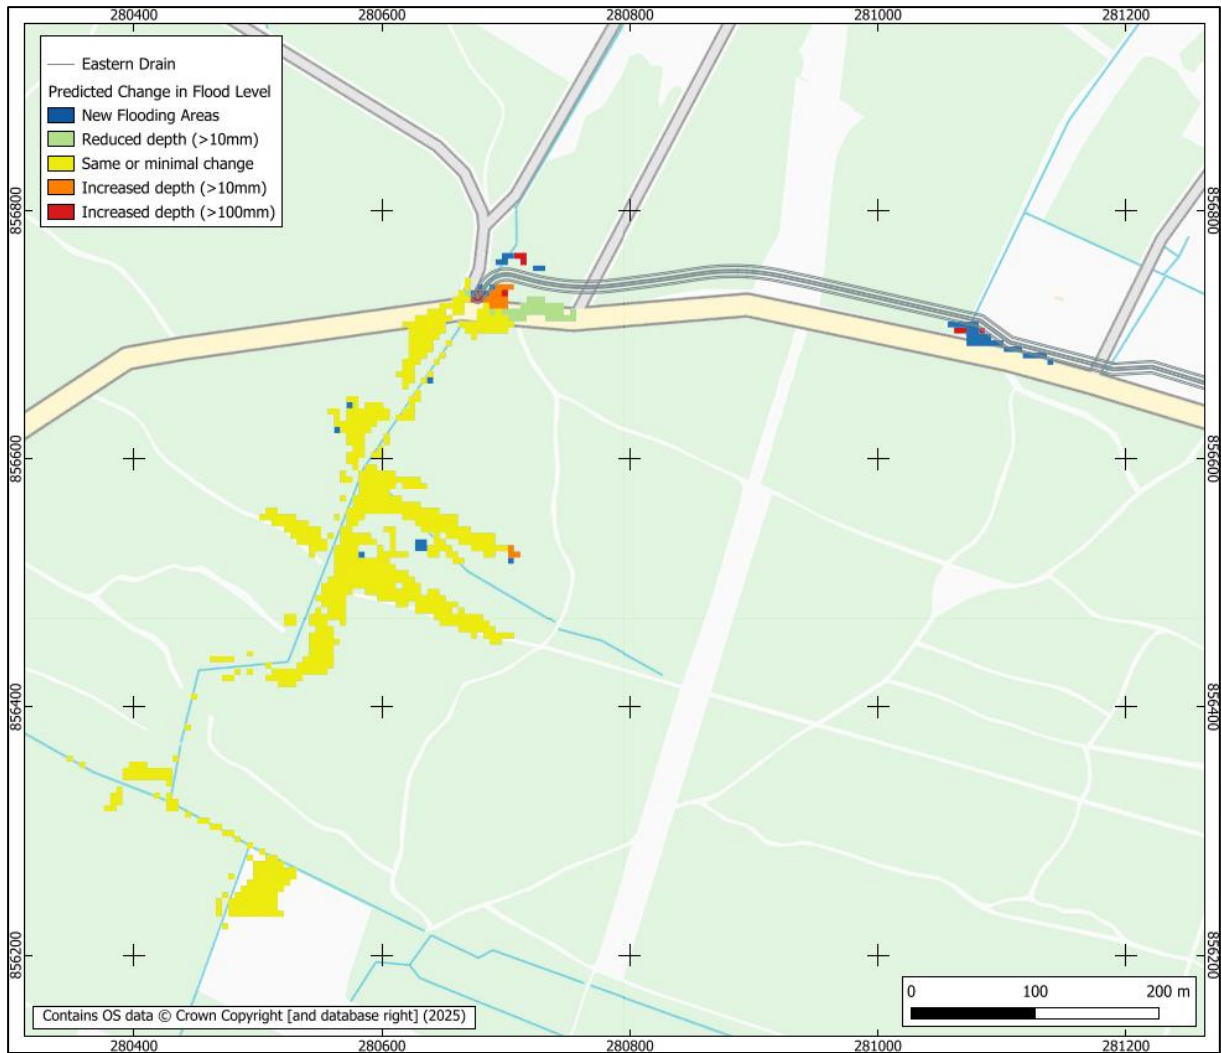 280400 280600 280800 281000 281200
Eastern Drain
Predicted Change in Flood Level
New Flooding Areas
Reduced depth (>10mm)
Same or minimal change
Increased depth (>10mm)
Increased depth (>100mm)
856800 856800
856600 856600
856400 856400
856200 856200
0 100 200 m
Contains OS data © Crown Copyright [and database right] (2025)
280400 280600 280800 281000 281200